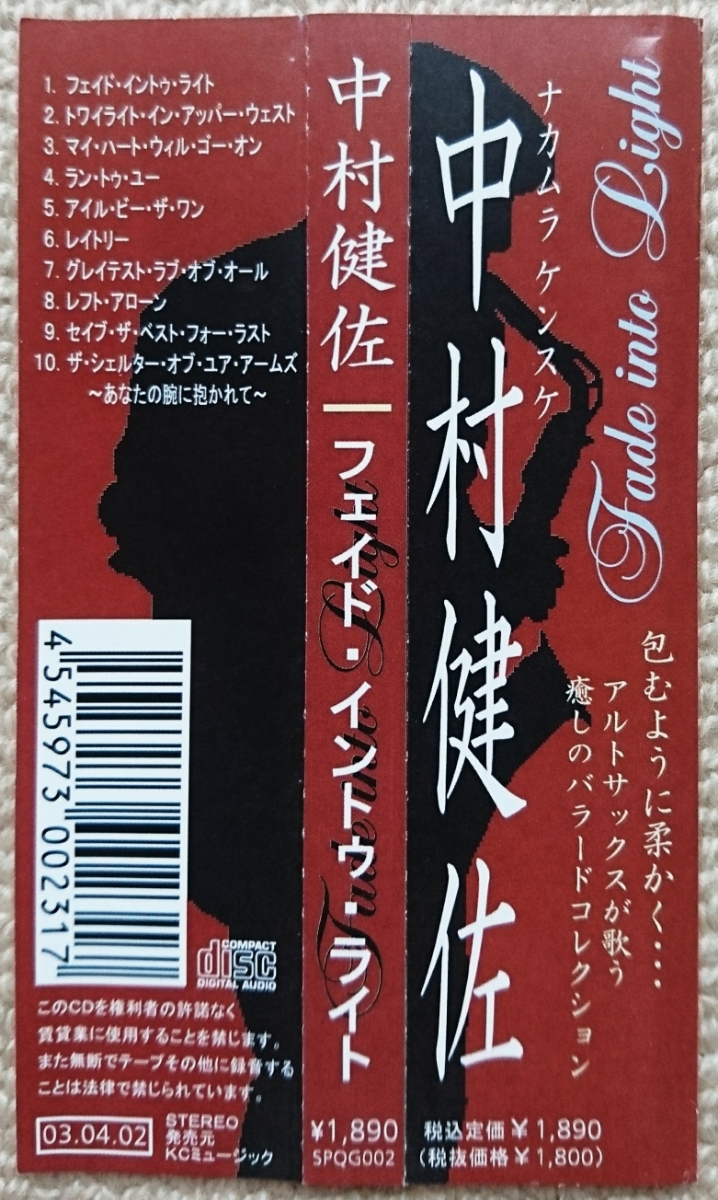 Fade into Light
包むように柔かく・・・
アルトサックスが歌う
癒しのバラードコレクション
ナカムラ ケンスケ
中村健佐
税込定価￥1,890
(税抜価格￥1,800)
中村健佐―フェイド・イントゥ・ライト
Fade into Light
¥1,890
SPQG002
1. フェイド・イントゥ・ライト
2. トワイライト・イン・アッパー・ウェスト
3. マイ・ハート・ウィル・ゴー・オン
4. ラン・トゥ・ユー
5. アイル・ビー・ザ・ワン
6. レイトリー
7. グレイテスト・ラブ・オブ・オール
8. レフト・アローン
9. セイブ・ザ・ベスト・フォー・ラスト
10. ザ・シェルター・オブ・ユア・アームズ
〜あなたの腕に抱かれて〜
4 545973 002317
COMPACT
disc
DIGITAL AUDIO
このCDを権利者の許諾なく
賃貸業に使用することを禁じます。
また無断でテープその他に録音する
ことは法律で禁じられています。
03.04.02
STEREO
発売元
KCミュージック